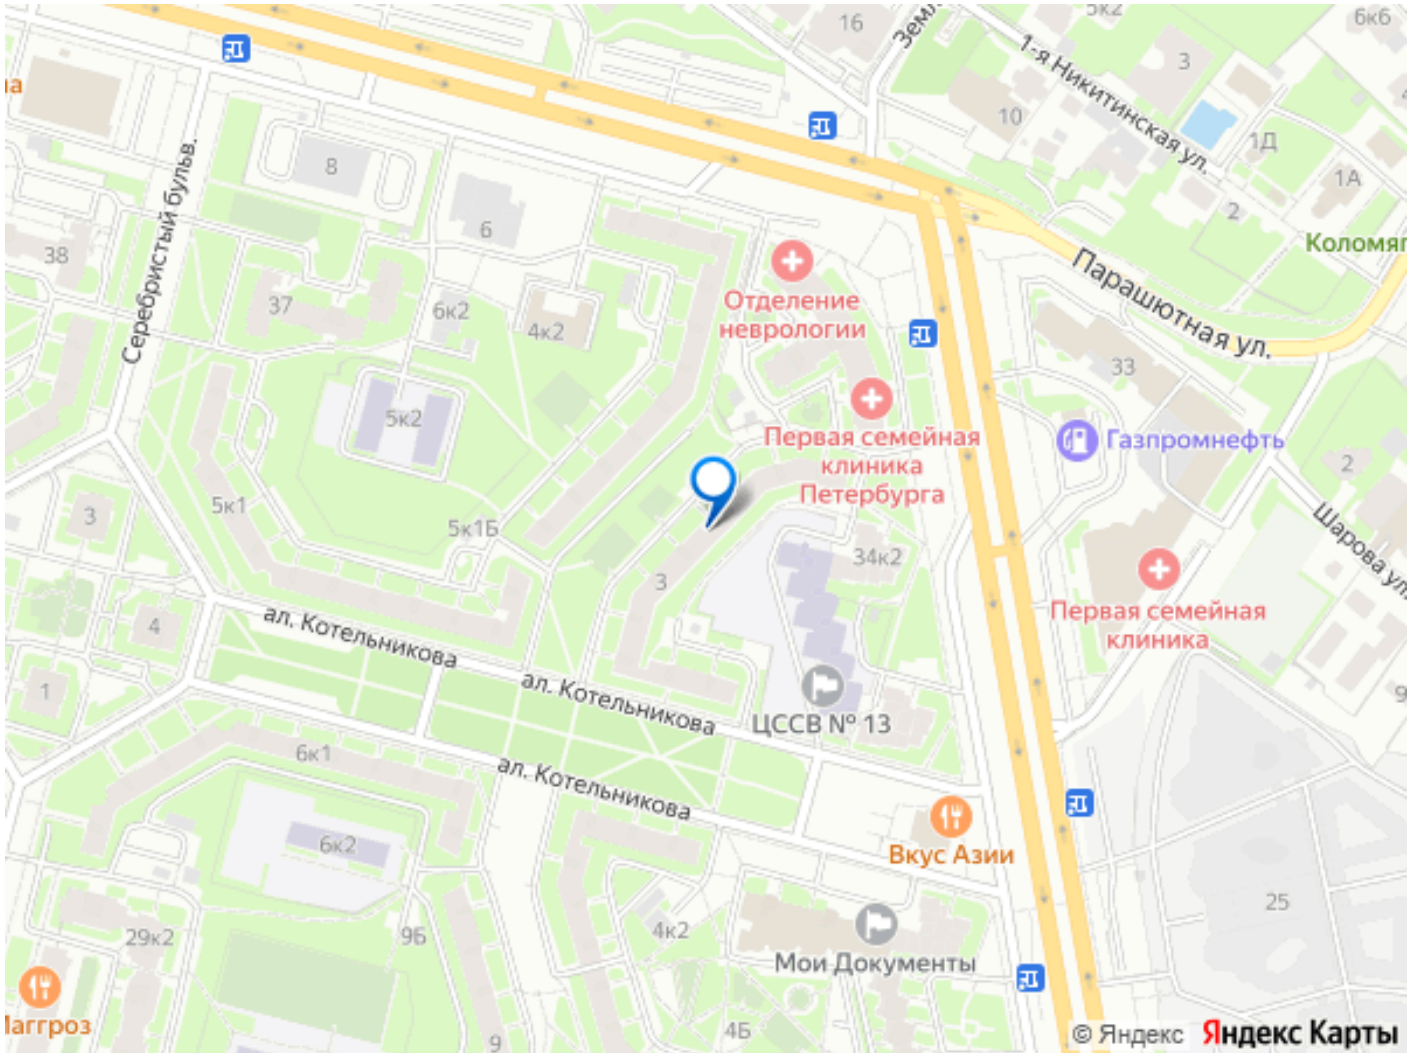 16
5к2
6к6
3
1-я Никитинская ул.
10
1Д
1А
2
Коломяг
Серебристый бульв.
8
6
38
37
6к2
4к2
Отделение
неврологии
Парашютная ул.
33
5к2
Первая семейная
клиника
Петербурга
Газпромнефть
2
Шарова ул.
5к1
3
5к1Б
3
34к2
Первая семейная
клиника
4
ал. Котельникова
1
ал. Котельникова
ЦССВ № 13
9
6к1
ал. Котельникова
6к2
Вкус Азии
25
29к2
9Б
4к2
Мои Документы
Маггроз
9
4Б
© Яндекс Яндекс Карты